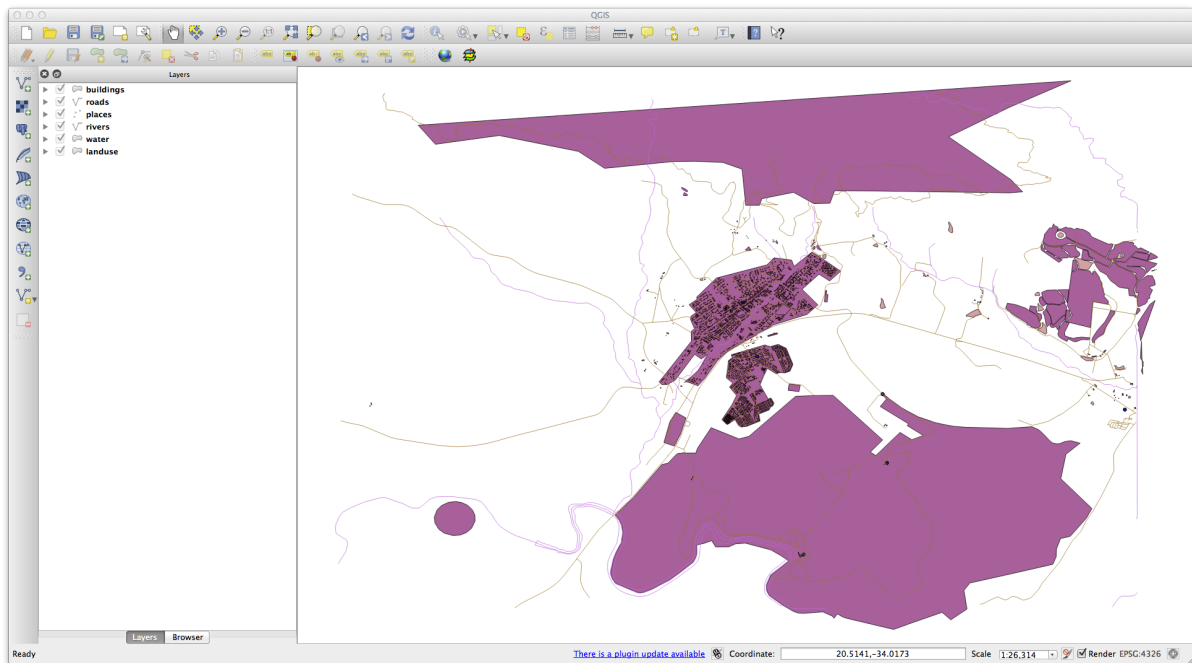 QGIS
Layers
buildings
roads
places
rivers
water
landuse
Layers Browser
Ready There is a plugin update available Coordinate: 20.5141,-34.0173 Scale 1:26,314 Render EPSG:4326